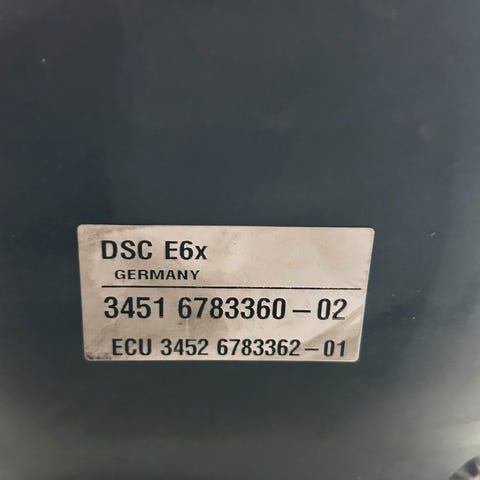 DSC E6x
GERMANY
3451 6783360-02
ECU 3452 6783362-01